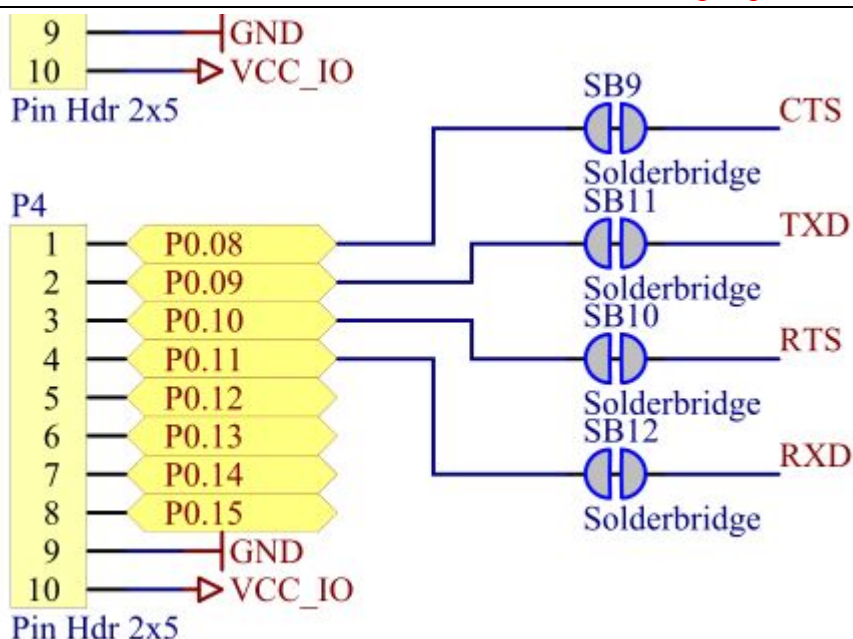 9 GND
10 VCC_IO
Pin Hdr 2x5
SB9
CTS
Solderbridge
P4
SB11
TXD
1 P0.08
2 P0.09
Solderbridge
3 P0.10
SB10
RTS
4 P0.11
5 P0.12
Solderbridge
6 P0.13
SB12
RXD
7 P0.14
8 P0.15
Solderbridge
9 GND
10 VCC_IO
Pin Hdr 2x5